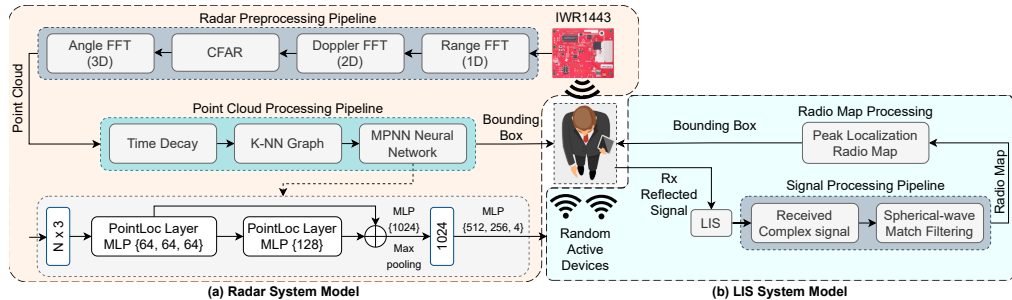 Radar Preprocessing Pipeline
IWR1443
Angle FFT
(3D)
CFAR
Doppler FFT
(2D)
Range FFT
(1D)
Point Cloud
Point Cloud Processing Pipeline
Time Decay
K-NN Graph
MPNN Neural
Network
Bounding
Box
N x 3
PointLoc Layer
MLP {64, 64, 64}
PointLoc Layer
MLP {128}
MLP
{1024}
Max
pooling
1024
MLP
{512, 256, 4}
(a) Radar System Model
Radio Map Processing
Bounding Box
Peak Localization
Radio Map
Rx
Reflected
Signal
Signal Processing Pipeline
Radio Map
LIS
Received
Complex signal
Spherical-wave
Match Filtering
Random
Active
Devices
(b) LIS System Model